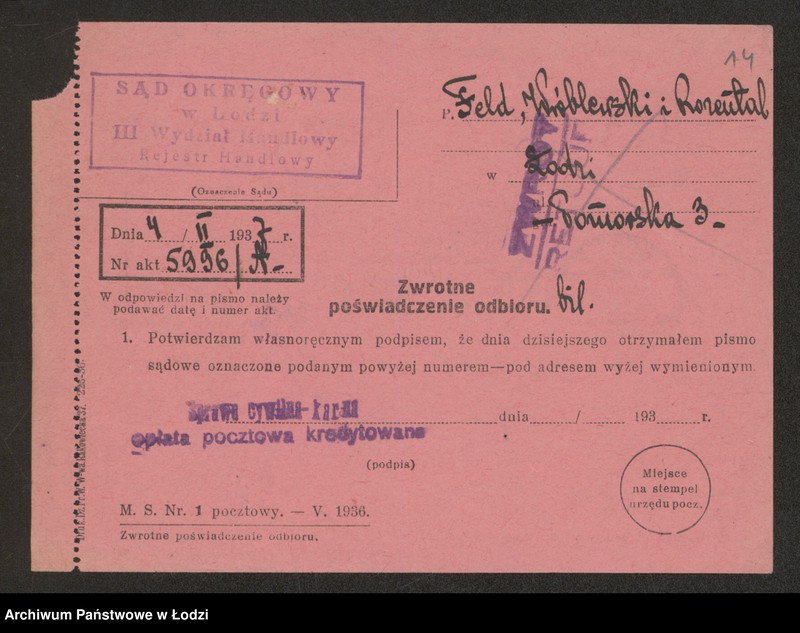 14
SĄD OKRĘGOWY
w Łodzi
III Wydział Handlowy
Rejestr Handlowy
(Oznaczenie Sądu)
P. Feld, Wróblewski i Rozental
w Łodzi
Pomorska 3
ZWROT
Dnia 4 / II 1937 r.
Nr akt 5996/A
W odpowiedzi na pismo należy
podawać datę i numer akt.
Zwrotne
poświadczenie odbioru. bil.
1. Potwierdzam własnoręcznym podpisem, że dnia dzisiejszego otrzymałem pismo
sądowe oznaczone podanym powyżej numerem—pod adresem wyżej wymienionym.
Sprawa cywilna-karna
opłata pocztowa kredytowana
dnia / 193 r.
(podpis)
Miejsce
na stempel
urzędu pocz.
M. S. Nr. 1 pocztowy. — V. 1936.
Zwrotne poświadczenie odbioru.
Archiwum Państwowe w Łodzi